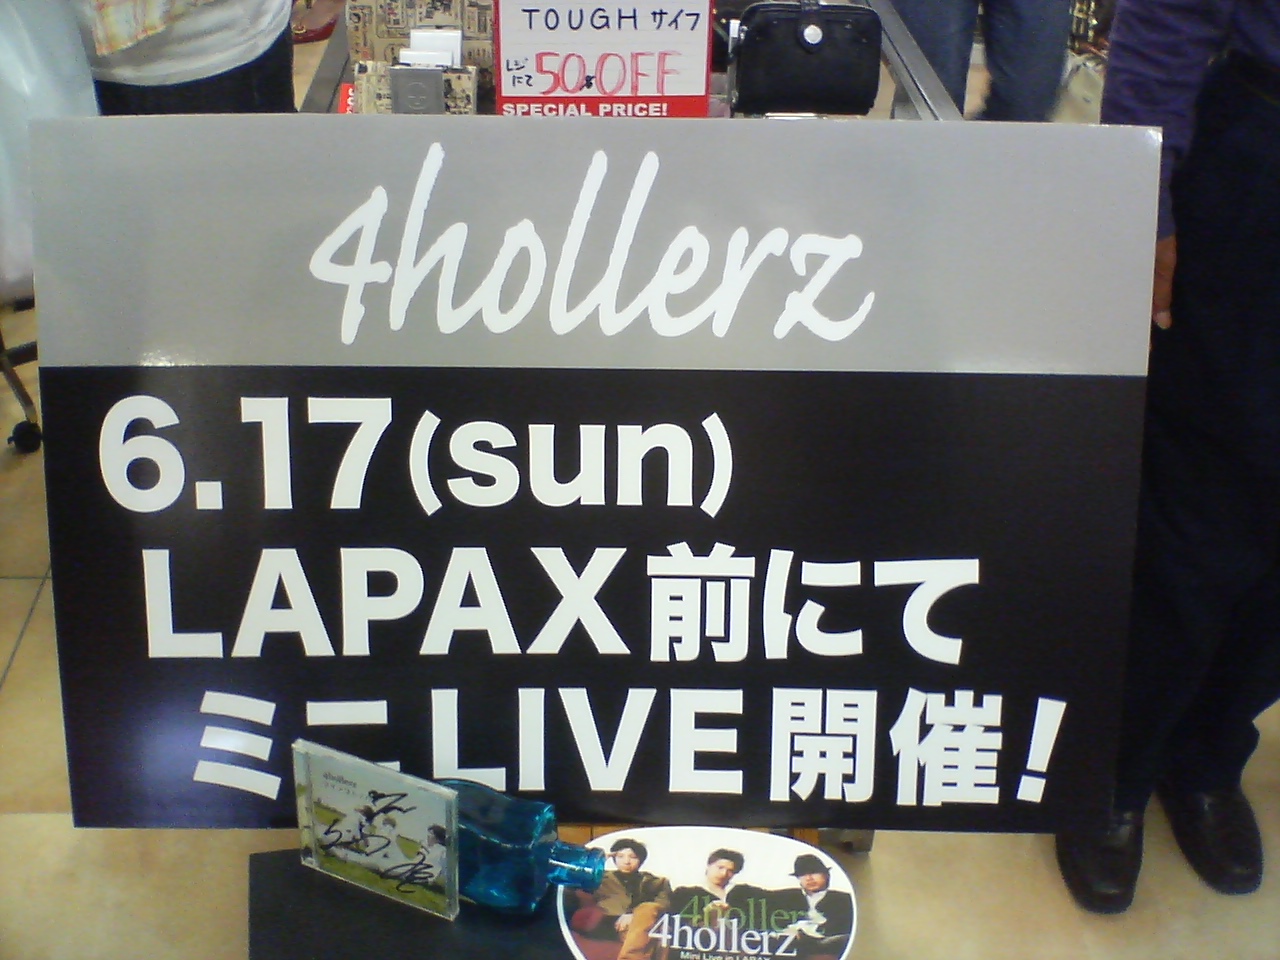 TOUGH サイフ
レジにて 50%OFF
SPECIAL PRICE!
4hollerz
6.17(sun)
LAPAX前にて
ミニLIVE開催!
4hollerz
4hollerz
4hollerz
Mini Live in LAPAX